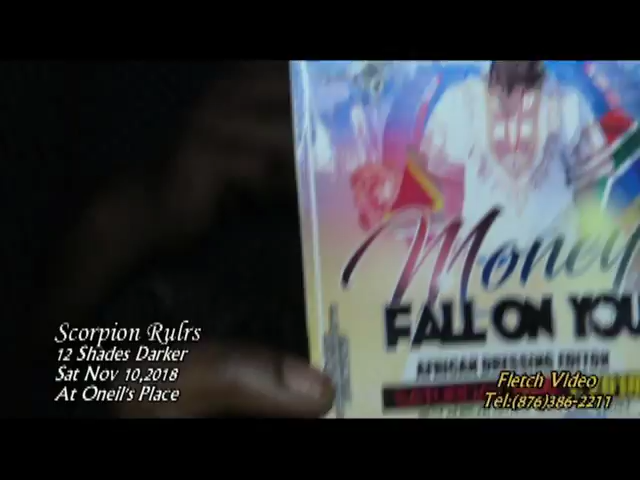 Money
FALL ON YOU
AFRICAN DRESSING EDITON
Scorpion Rulrs
12 Shades Darker
Sat Nov 10,2018
At Oneil's Place
Fletch Video
Tel:(876)386-2211